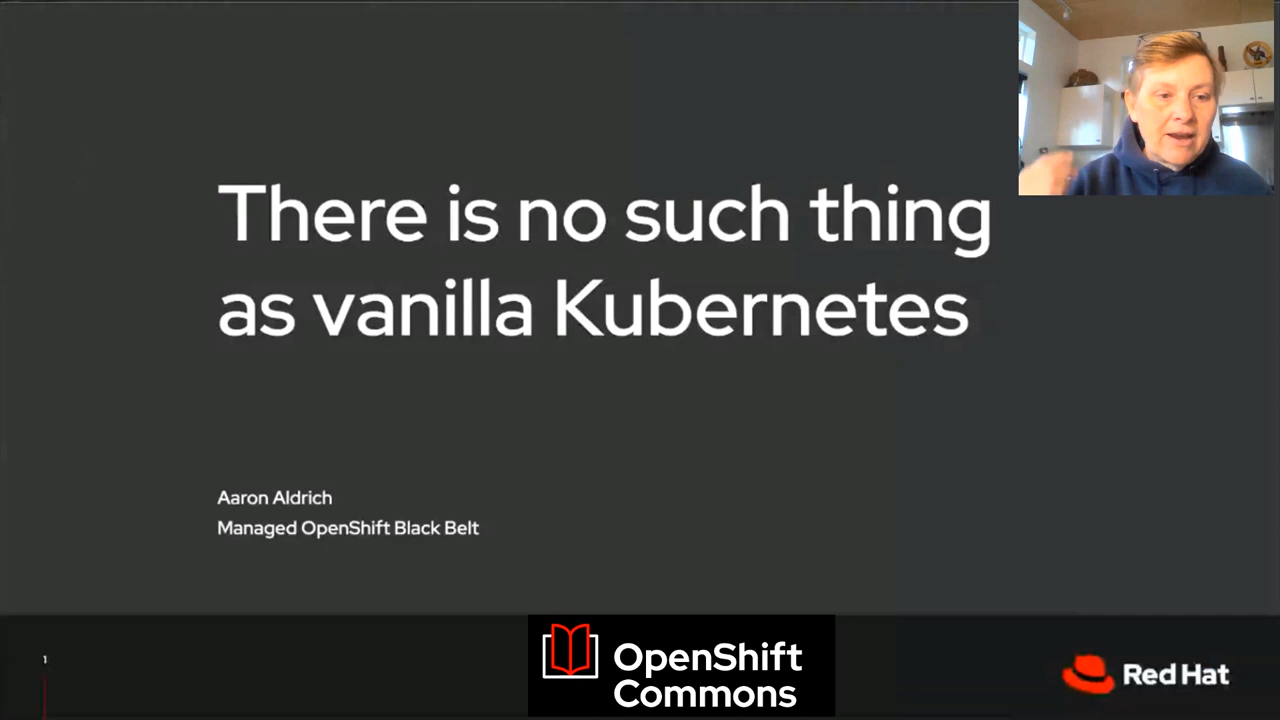 There is no such thing
as vanilla Kubernetes
Aaron Aldrich
Managed OpenShift Black Belt
1
OpenShift
Commons
Red Hat